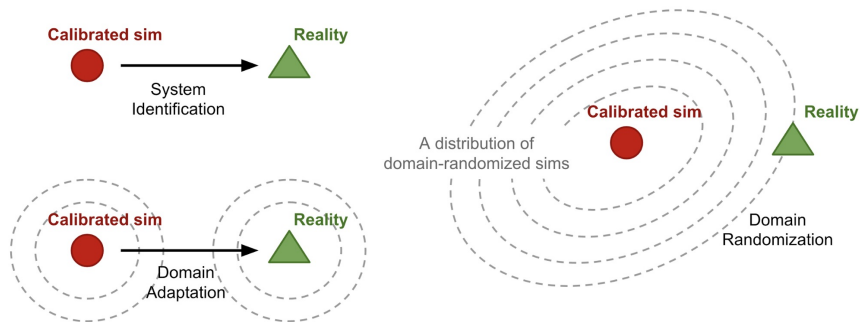 Calibrated sim
Reality
System
Identification
Calibrated sim
Reality
Domain
Adaptation
Calibrated sim
Reality
A distribution of
domain-randomized sims
Domain
Randomization